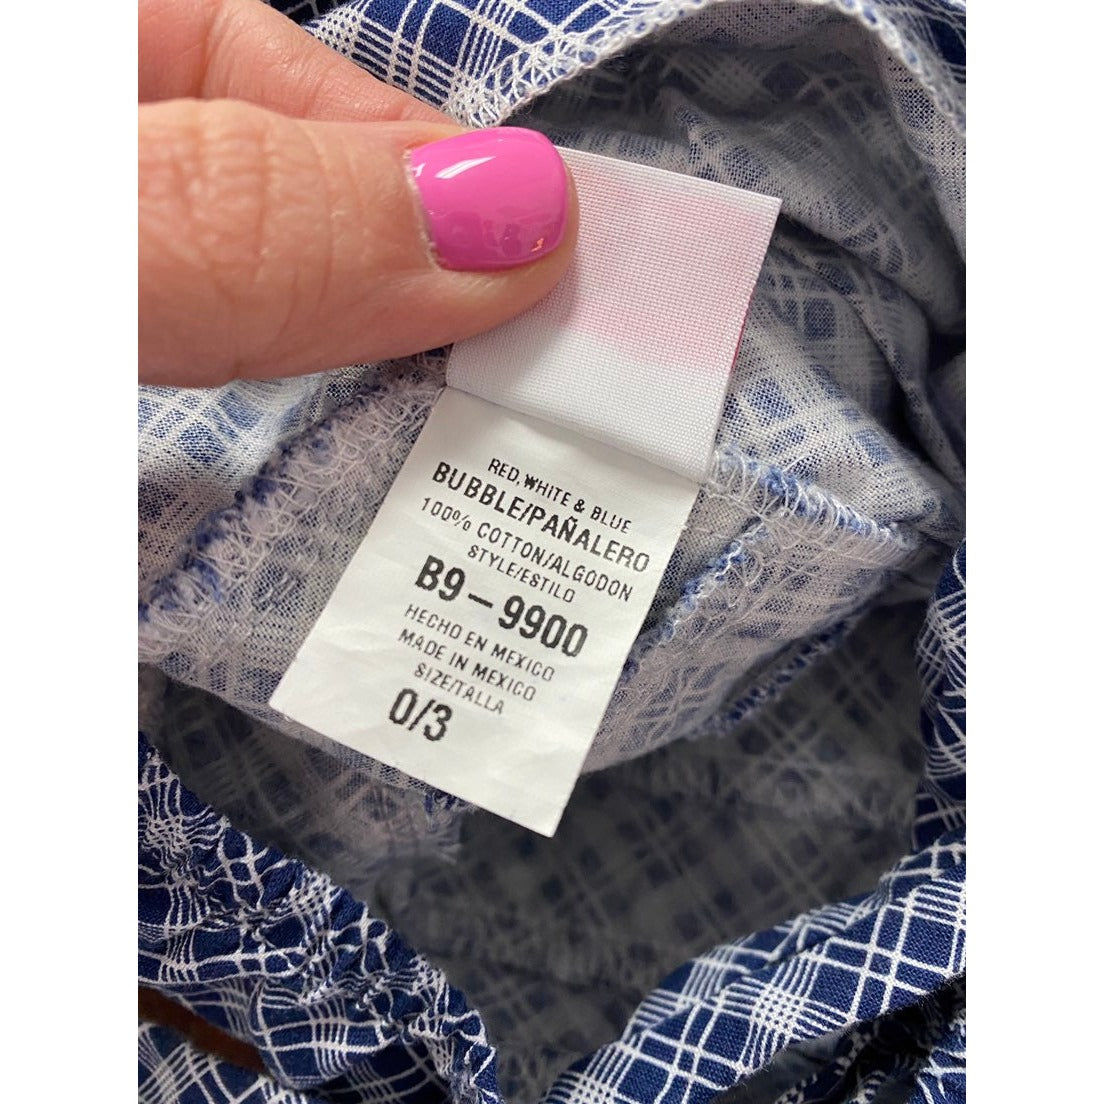 RED, WHITE & BLUE
BUBBLE/PAÑALERO
100% COTTON/ALGODON
STYLE/ESTILO
B9-9900
HECHO EN MEXICO
MADE IN MEXICO
SIZE/TALLA
0/3